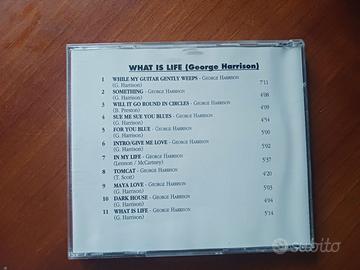 WHAT IS LIFE (George Harrison)
1 WHILE MY GUITAR GENTLY WEEPS - GEORGE HARRISON
(G. Harrison) 7'11
2 SOMETHING - GEORGE HARRISON
(G. Harrison) 4'08
3 WILL IT GO ROUND IN CIRCLES - GEORGE HARRISON
(B. Preston) 4'09
4 SUE ME SUE YOU BLUES - GEORGE HARRISON
(G. Harrison) 4'54
5 FOR YOU BLUE - GEORGE HARRISON
(G. Harrison) 5'00
6 INTRO/GIVE ME LOVE - GEORGE HARRISON
(G. Harrison) 5'02
7 IN MY LIFE - GEORGE HARRISON
(Lennon / McCartney) 5'37
8 TOMCAT - GEORGE HARRISON
(T. Scott) 4'20
9 MAYA LOVE - GEORGE HARRISON
(G. Harrison) 5'03
10 DARK HOUSE - GEORGE HARRISON
(G. Harrison) 4'04
11 WHAT IS LIFE - GEORGE HARRISON
(G. Harrison) 5'14
subito